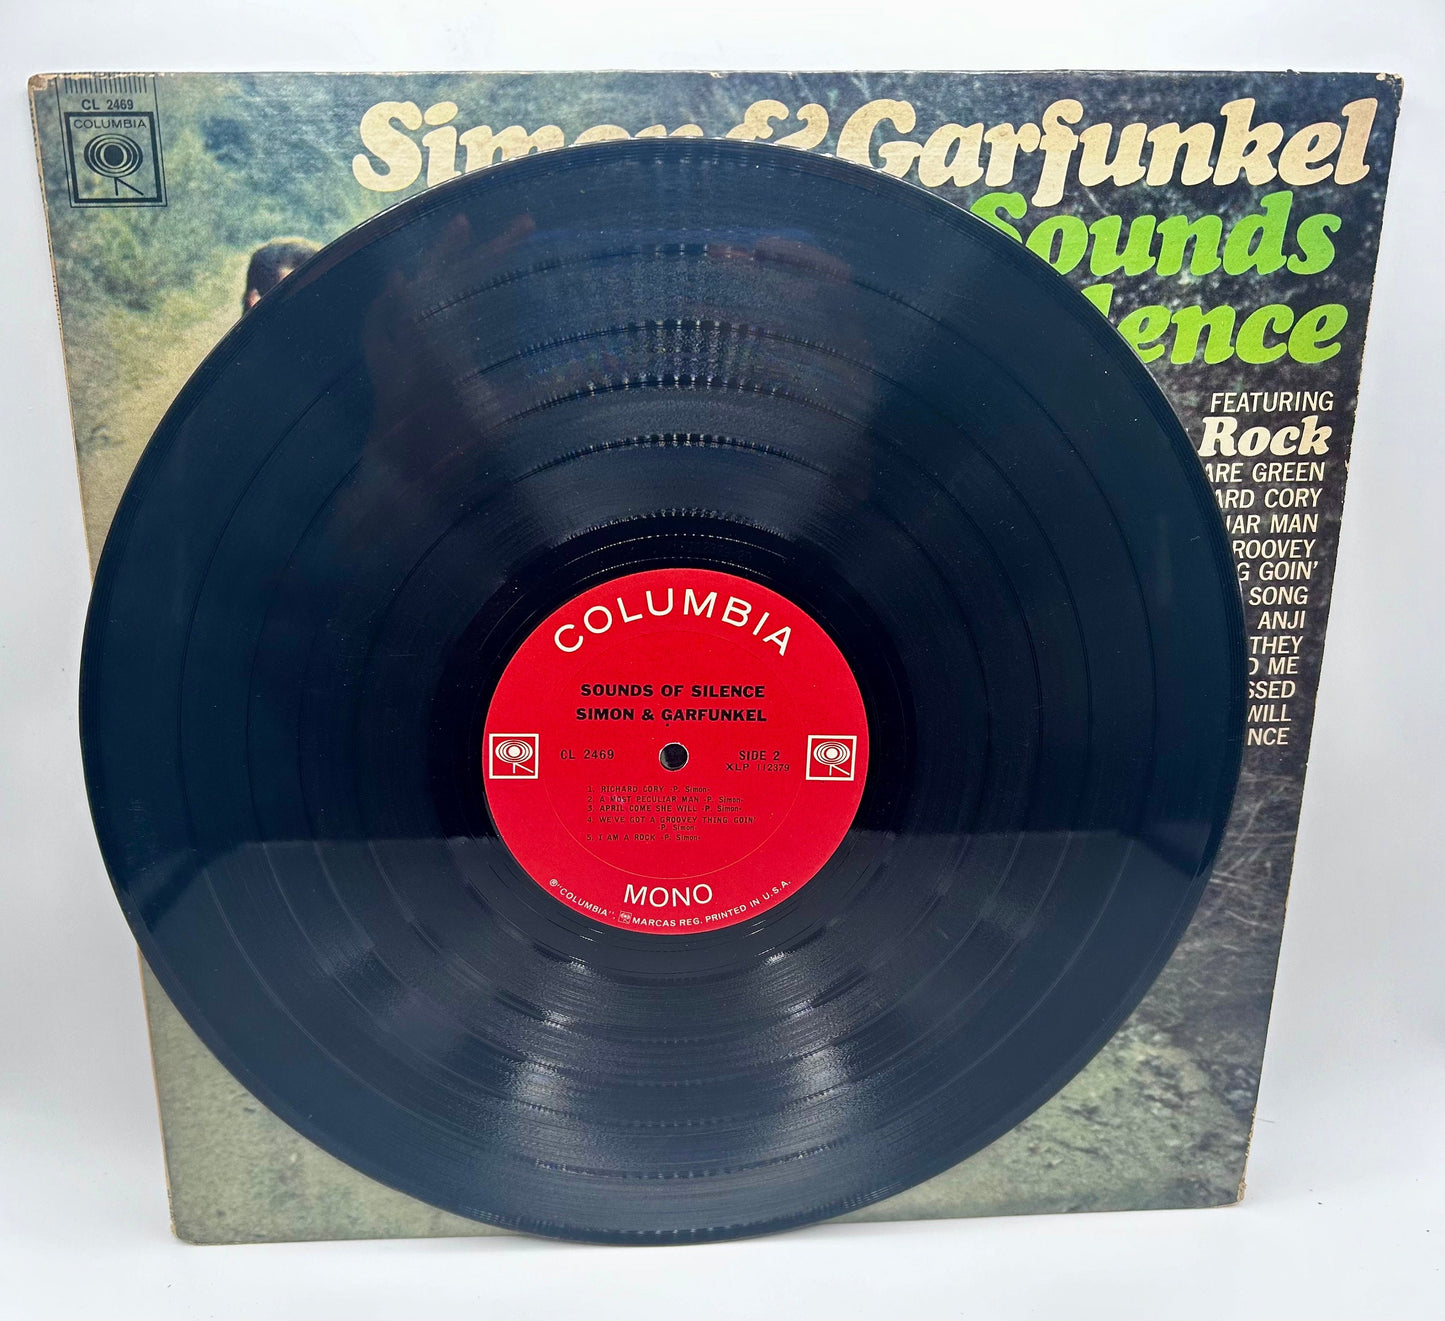 CL 2469
COLUMBIA
Simon & Garfunkel
Sounds
lence
FEATURING
Rock
ARE GREEN
ARD CORY
IAR MAN
ROOVEY
G GOIN'
SONG
ANJI
THEY
D ME
SSED
WILL
NCE
COLUMBIA
SOUNDS OF SILENCE
SIMON & GARFUNKEL
CL 2469
SIDE 2
XLP 112379
1. RICHARD CORY -P. Simon-
2. A MOST PECULIAR MAN -P. Simon-
3. APRIL COME SHE WILL -P. Simon-
4. WE'VE GOT A GROOVEY THING GOIN'
-P. Simon-
5. I AM A ROCK -P. Simon-
MONO
® "COLUMBIA", MARCAS REG. PRINTED IN U.S.A.